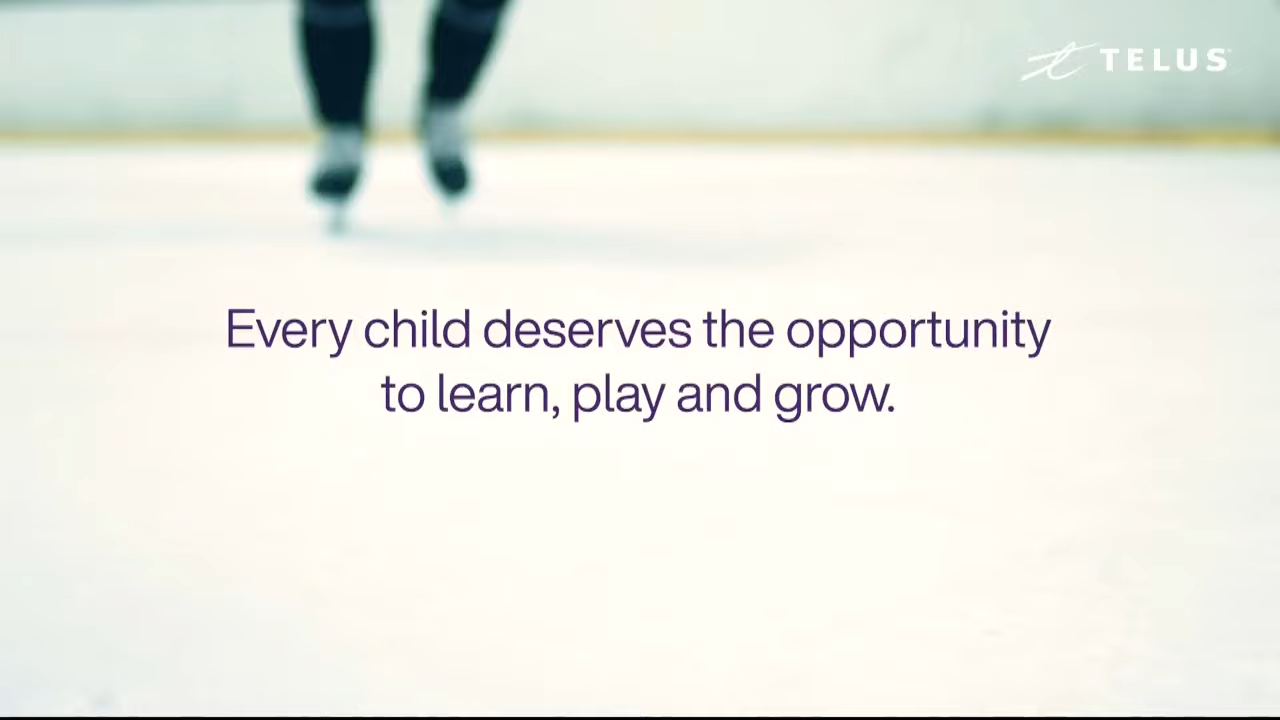 TELUS
Every child deserves the opportunity
to learn, play and grow.